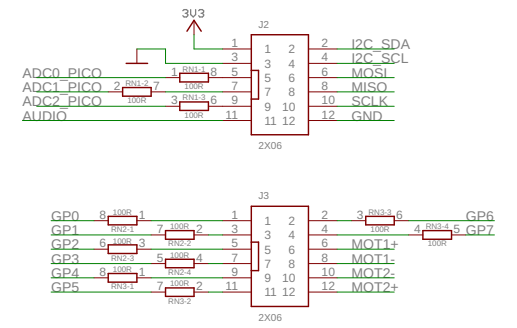 3V3
J2
1 1 2 2 I2C_SDA
3 3 4 4 I2C_SCL
ADC0_PICO 1 RN1-1 8 100R 5 5 6 6 MOSI
ADC1_PICO 2 RN1-2 7 100R 7 7 8 8 MISO
ADC2_PICO 3 RN1-3 6 100R 9 9 10 10 SCLK
AUDIO 11 11 12 12 GND
2X06
J3
GP0 8 100R 1 RN2-1 1 1 2 2 3 RN3-3 6 100R GP6
GP1 7 100R 2 RN2-2 3 3 4 4 4 RN3-4 5 100R GP7
GP2 6 100R 3 RN2-3 5 5 6 6 MOT1+
GP3 5 100R 4 RN2-4 7 7 8 8 MOT1-
GP4 8 100R 1 RN3-1 9 9 10 10 MOT2-
GP5 7 100R 2 RN3-2 11 11 12 12 MOT2+
2X06